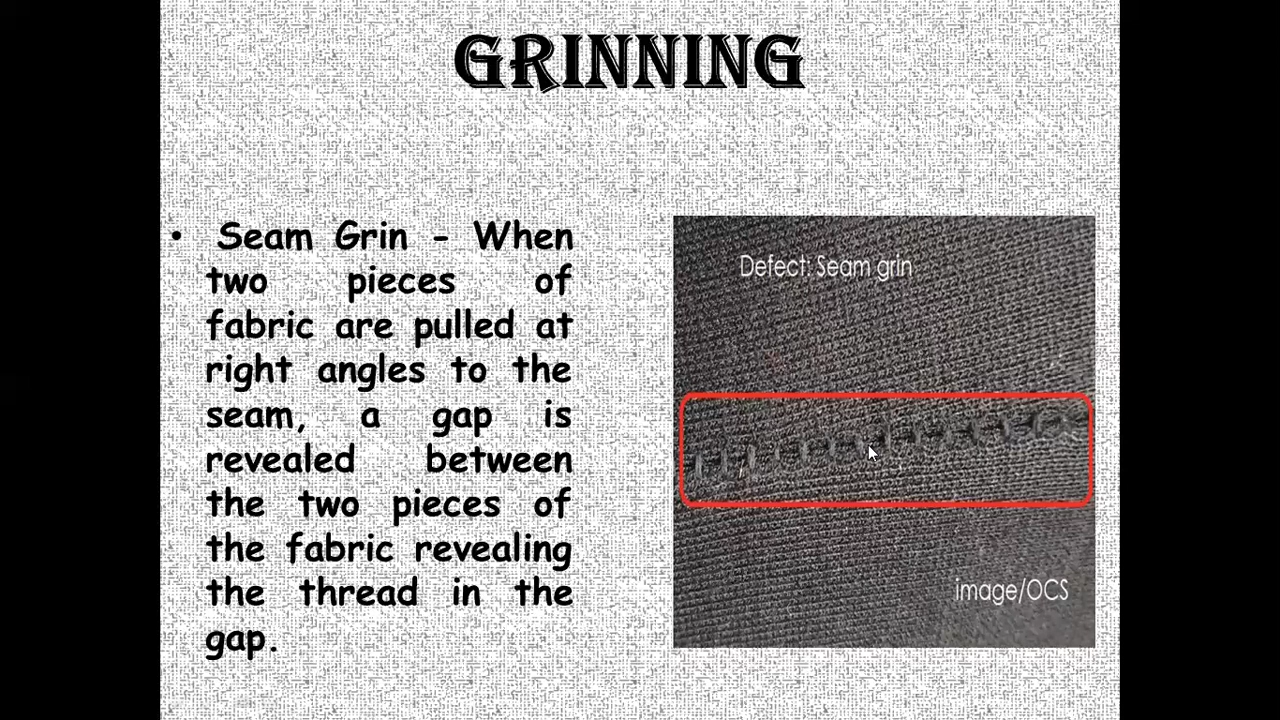 GRINNING
• Seam Grin - When
two pieces of
fabric are pulled at
right angles to the
seam, a gap is
revealed between
the two pieces of
the fabric revealing
the thread in the
gap.
Defect: Seam grin
image/OCS